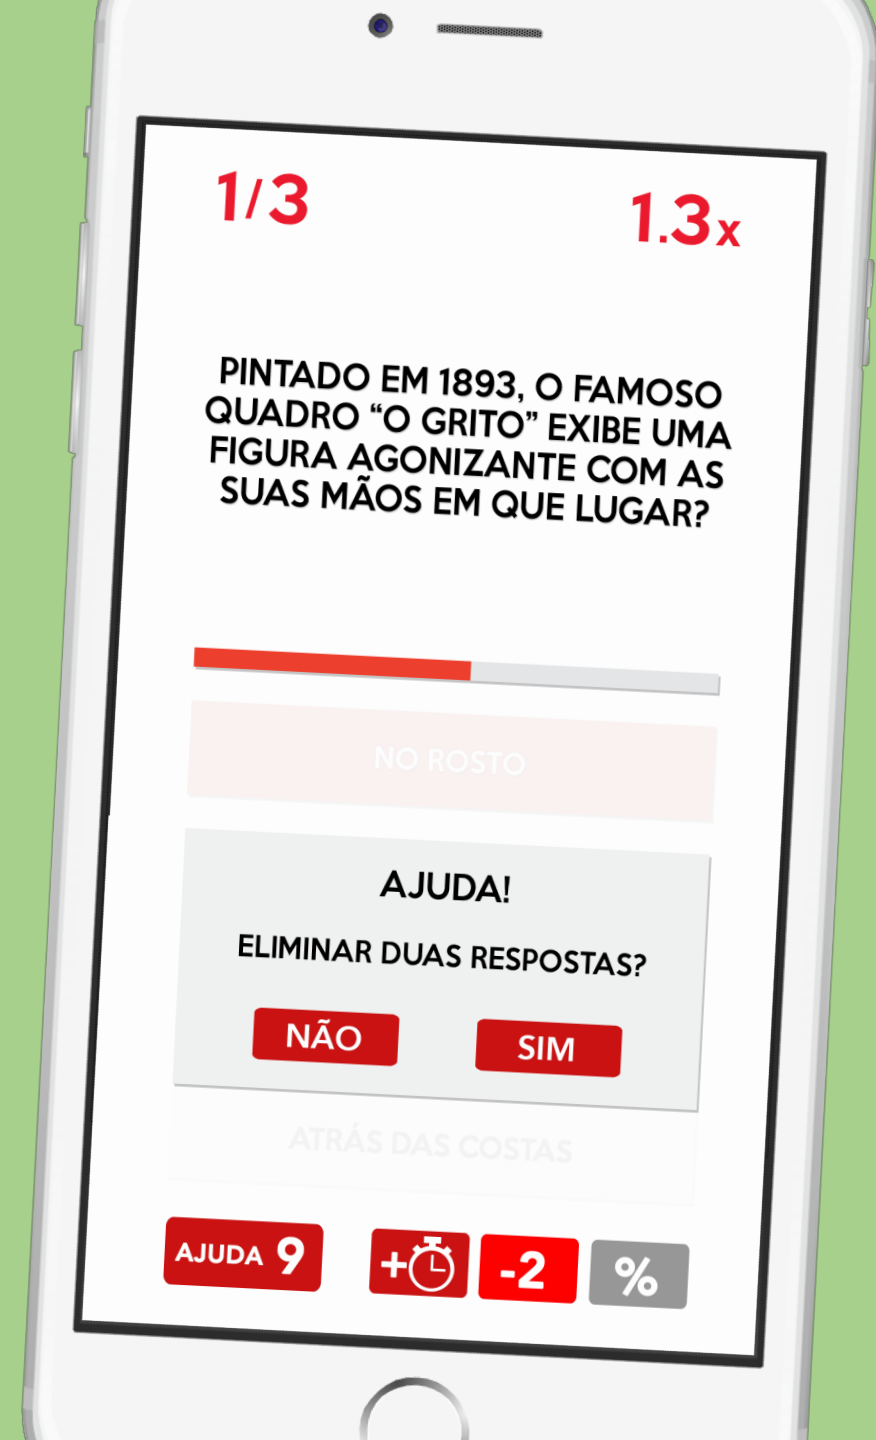 1/3
1.3x
PINTADO EM 1893, O FAMOSO
QUADRO “O GRITO” EXIBE UMA
FIGURA AGONIZANTE COM AS
SUAS MÃOS EM QUE LUGAR?
NO ROSTO
AJUDA!
ELIMINAR DUAS RESPOSTAS?
NÃO SIM
ATRÁS DAS COSTAS
AJUDA 9 + -2 %